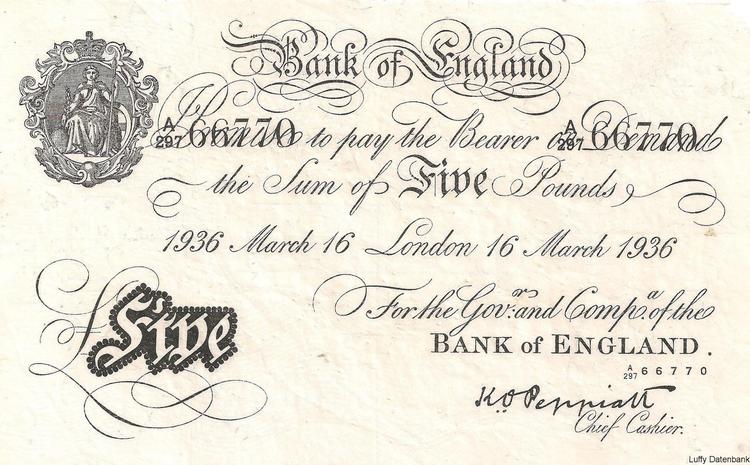 Bank of England
A/297 66770 A/297 66770
I Promise to pay the Bearer on Demand
the Sum of Five Pounds
1936 March 16 London 16 March 1936
For the Gov.r and Comp.a of the
BANK of ENGLAND.
£Five
A/297 66770
K.O. Peppiatt
Chief Cashier.
Luffy Datenbank